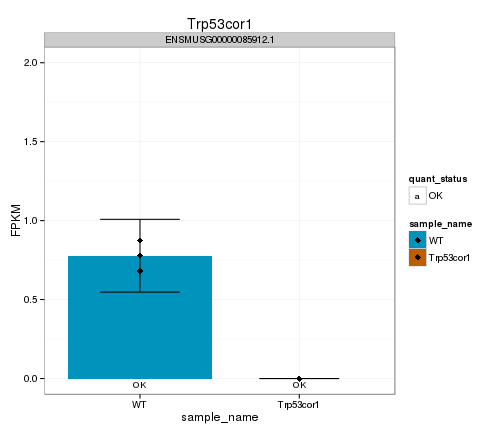 Trp53cor1
ENSMUSG00000085912.1
2.0
1.5
1.0
0.5
0.0
FPKM
OK OK
WT Trp53cor1
sample_name
quant_status
a OK
sample_name
WT
Trp53cor1